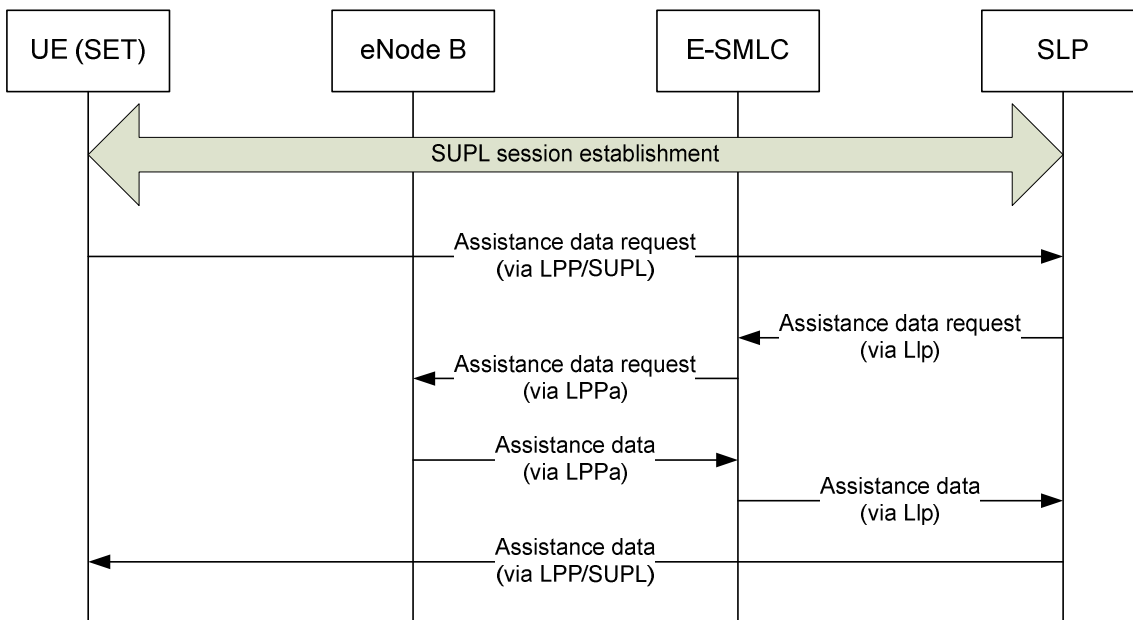 UE (SET)
eNode B
E-SMLC
SLP
SUPL session establishment
Assistance data request
(via LPP/SUPL)
Assistance data request
(via Llp)
Assistance data request
(via LPPa)
Assistance data
(via LPPa)
Assistance data
(via Llp)
Assistance data
(via LPP/SUPL)